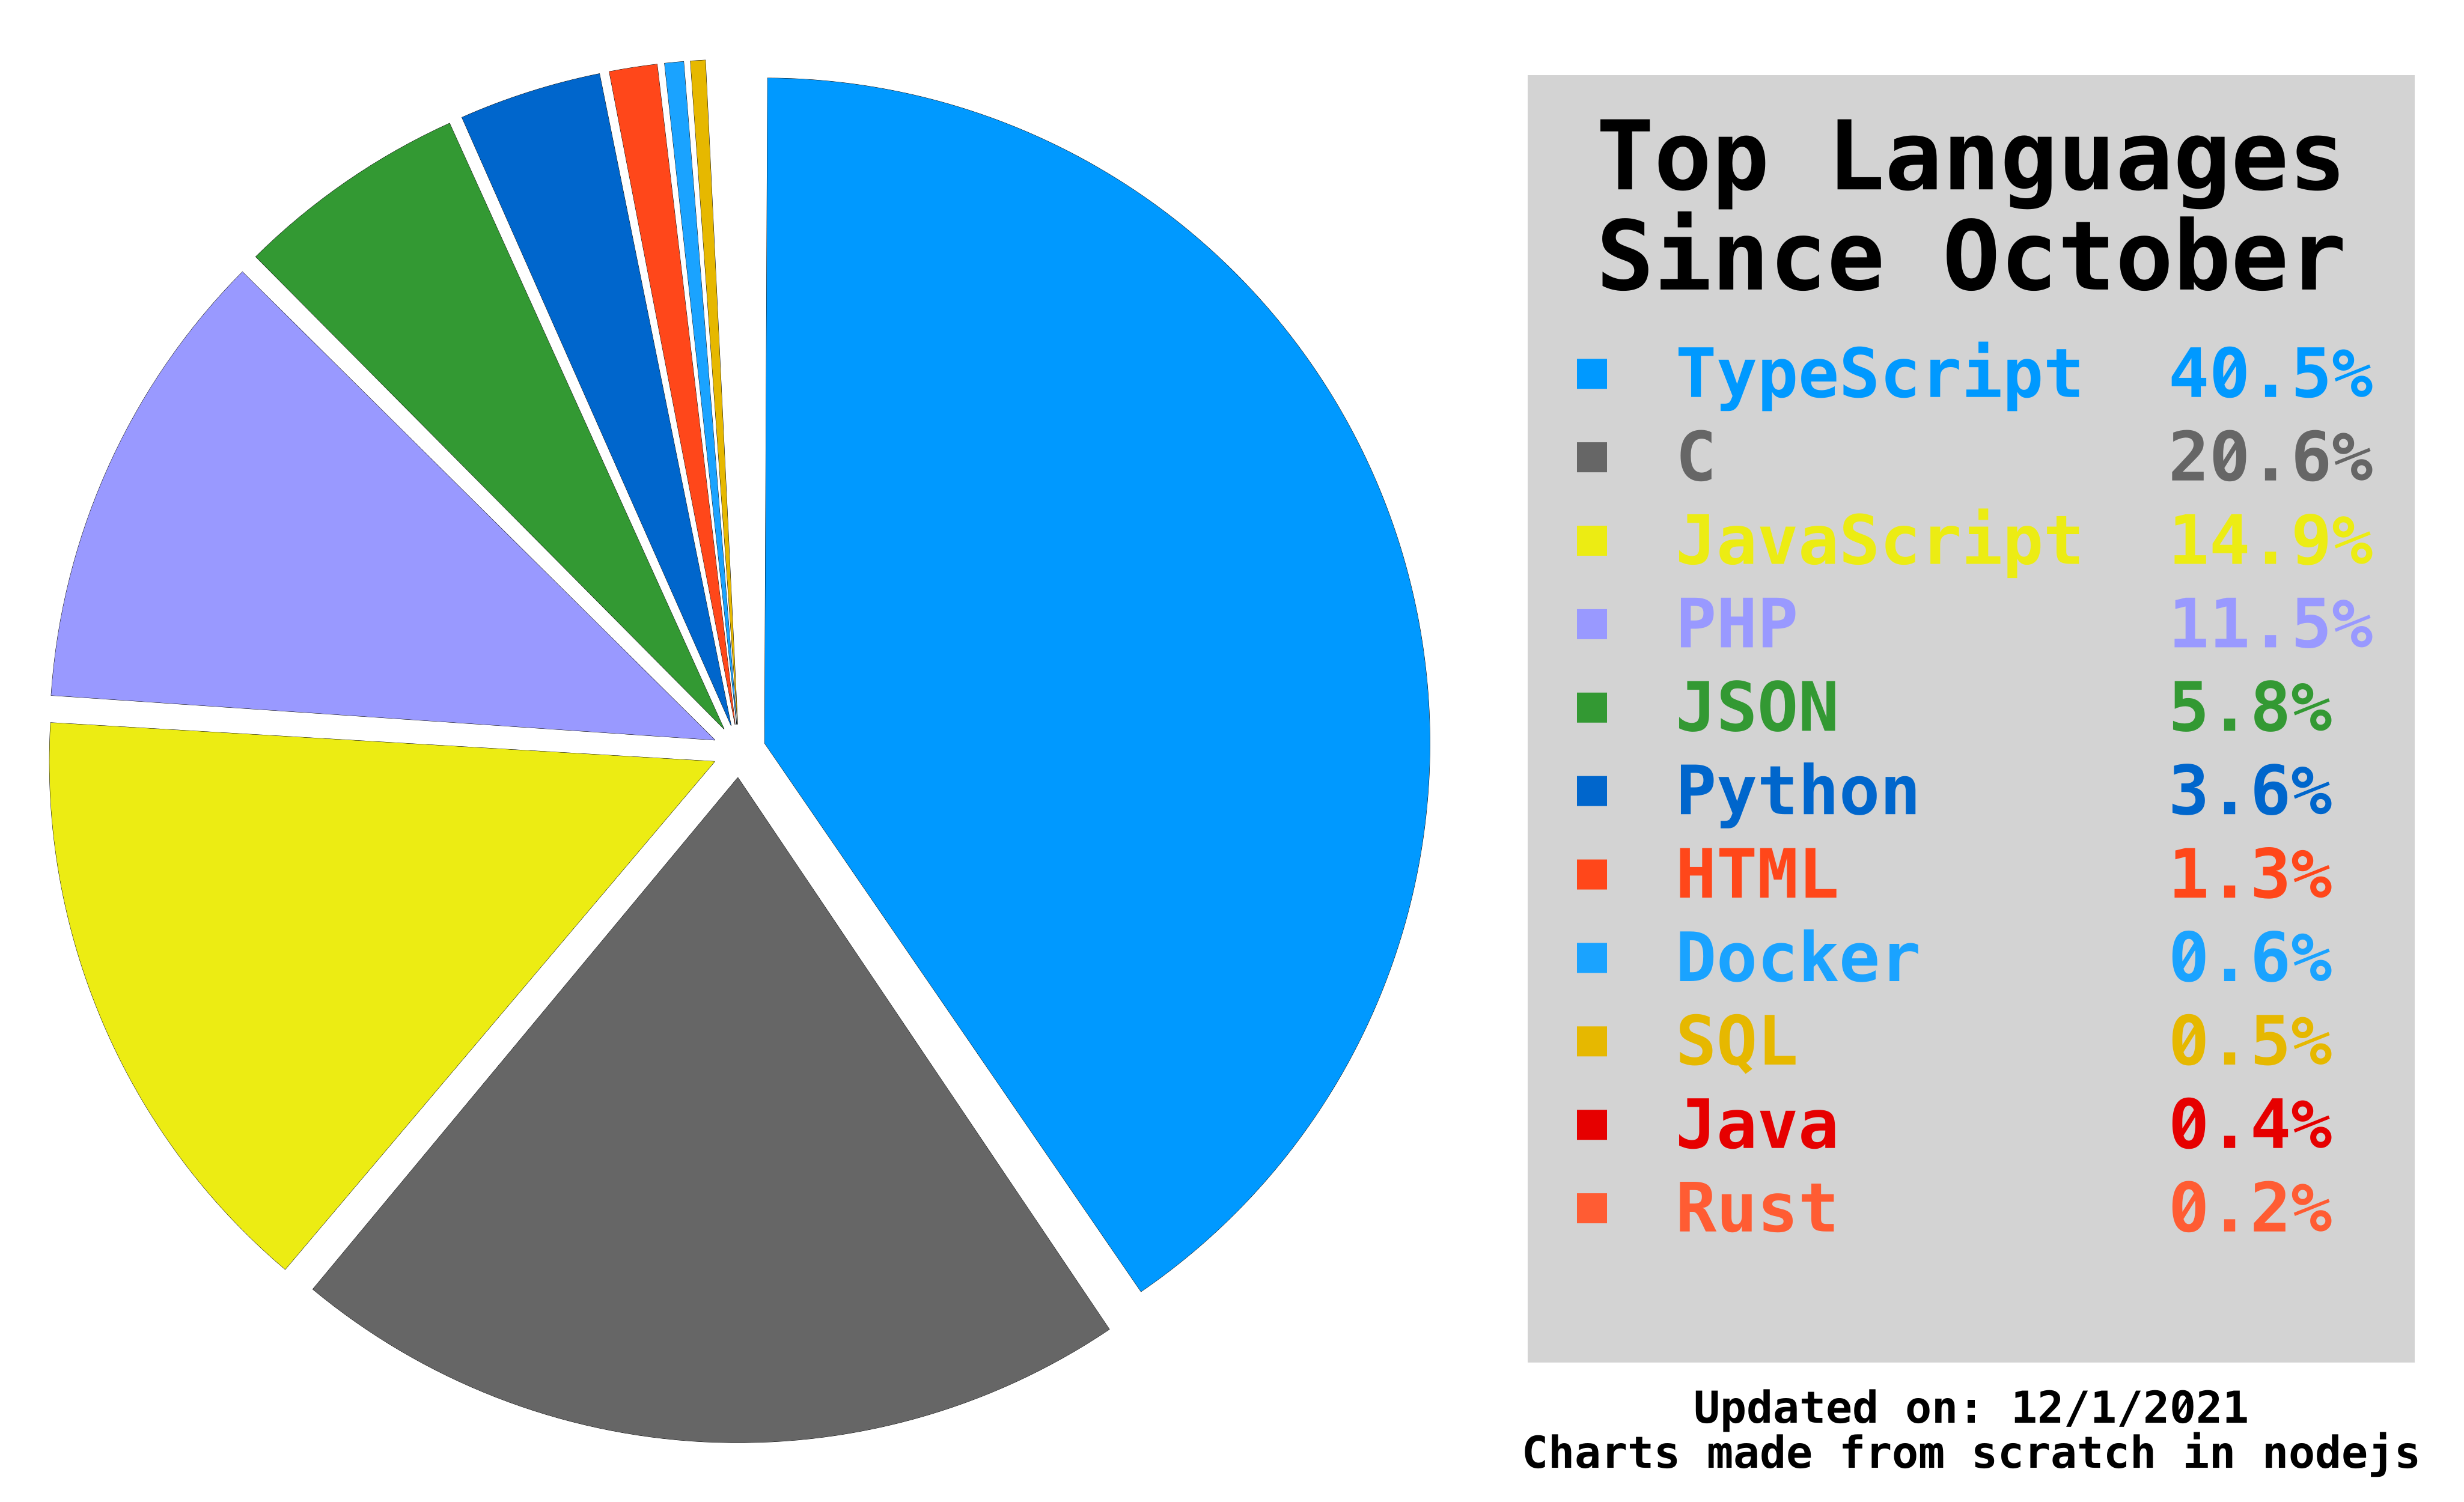 Top Languages
Since October
TypeScript 40.5%
C 20.6%
JavaScript 14.9%
PHP 11.5%
JSON 5.8%
Python 3.6%
HTML 1.3%
Docker 0.6%
SQL 0.5%
Java 0.4%
Rust 0.2%
Updated on: 12/1/2021
Charts made from scratch in nodejs